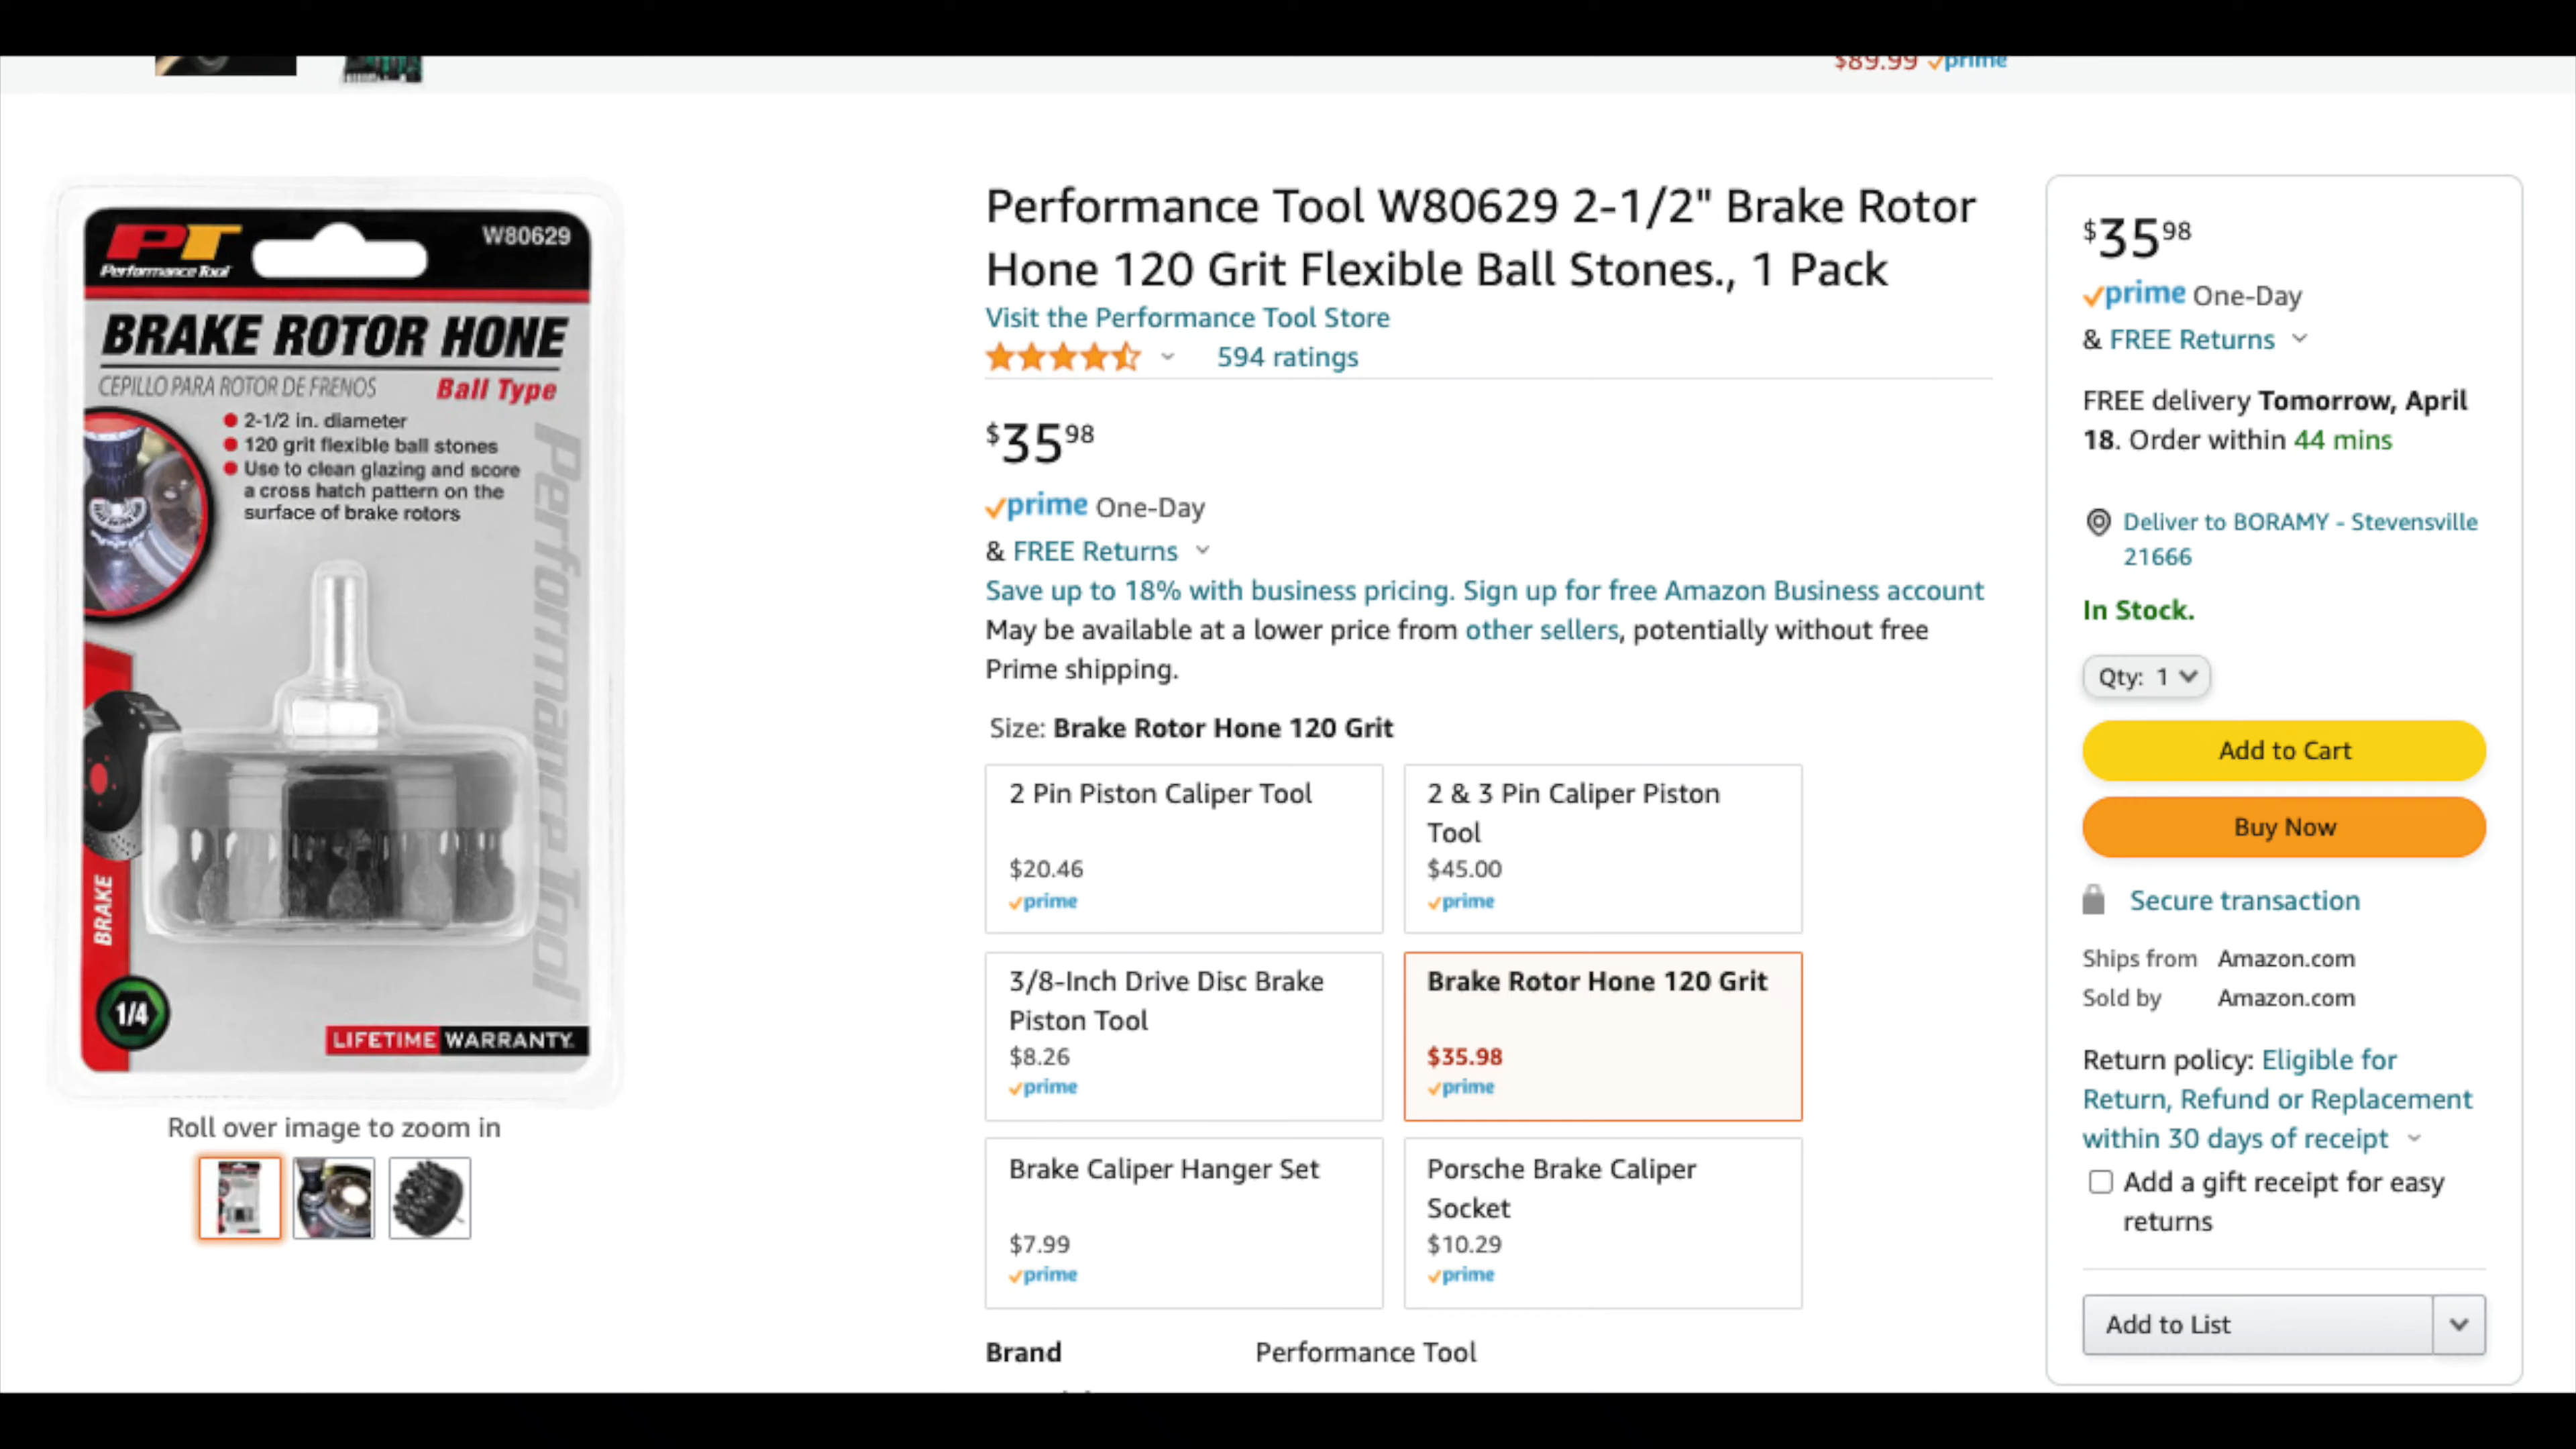 $89.99 prime
PT
Performance Tool
W80629
BRAKE ROTOR HONE
CEPILLO PARA ROTOR DE FRENOS
Ball Type
2-1/2 in. diameter
120 grit flexible ball stones
Use to clean glazing and score
a cross hatch pattern on the
surface of brake rotors
Performance Tool
BRAKE
1/4
LIFETIME WARRANTY.
Roll over image to zoom in
Performance Tool W80629 2-1/2" Brake Rotor
Hone 120 Grit Flexible Ball Stones., 1 Pack
Visit the Performance Tool Store
594 ratings
$35 98
prime One-Day
& FREE Returns
Save up to 18% with business pricing. Sign up for free Amazon Business account
May be available at a lower price from other sellers, potentially without free
Prime shipping.
Size: Brake Rotor Hone 120 Grit
2 Pin Piston Caliper Tool
$20.46
prime
2 & 3 Pin Caliper Piston
Tool
$45.00
prime
3/8-Inch Drive Disc Brake
Piston Tool
$8.26
prime
Brake Rotor Hone 120 Grit
$35.98
prime
Brake Caliper Hanger Set
$7.99
prime
Porsche Brake Caliper
Socket
$10.29
prime
Brand Performance Tool
$35 98
prime One-Day
& FREE Returns
FREE delivery Tomorrow, April
18. Order within 44 mins
Deliver to BORAMY - Stevensville
21666
In Stock.
Qty: 1
Add to Cart
Buy Now
Secure transaction
Ships from Amazon.com
Sold by Amazon.com
Return policy: Eligible for
Return, Refund or Replacement
within 30 days of receipt
Add a gift receipt for easy
returns
Add to List